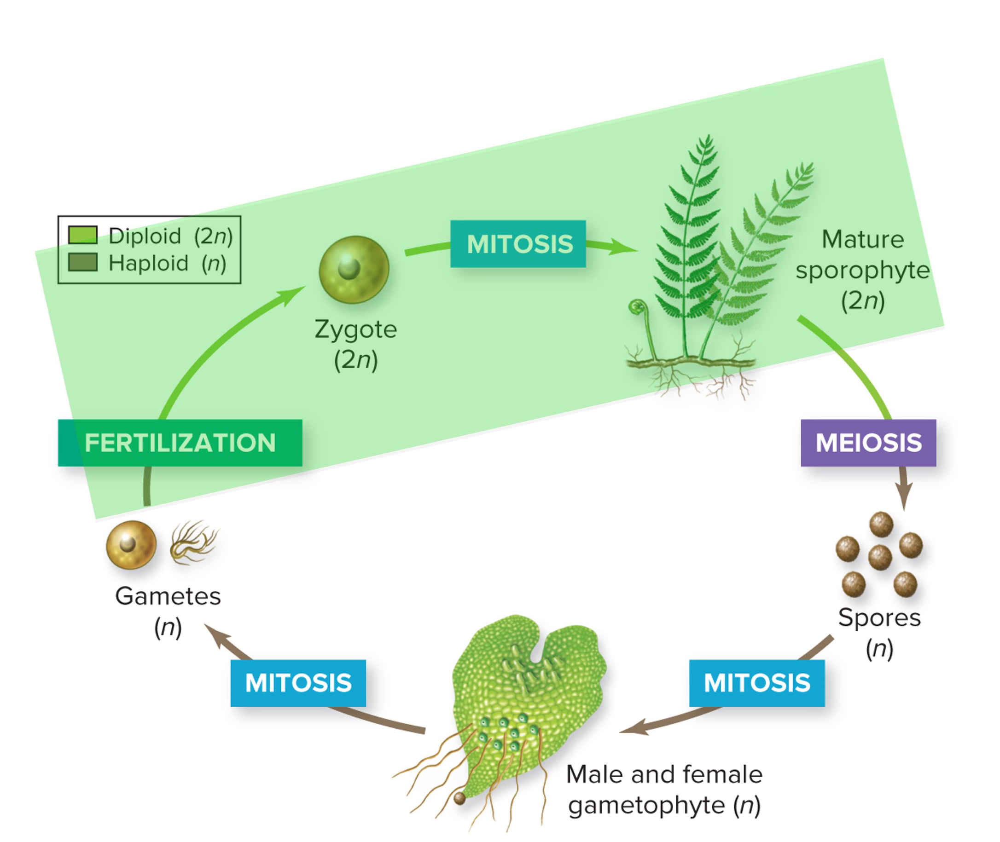 Diploid (2n)
Haploid (n)
MITOSIS
Mature
sporophyte
(2n)
Zygote
(2n)
FERTILIZATION
MEIOSIS
Gametes
(n)
Spores
(n)
MITOSIS
MITOSIS
Male and female
gametophyte (n)